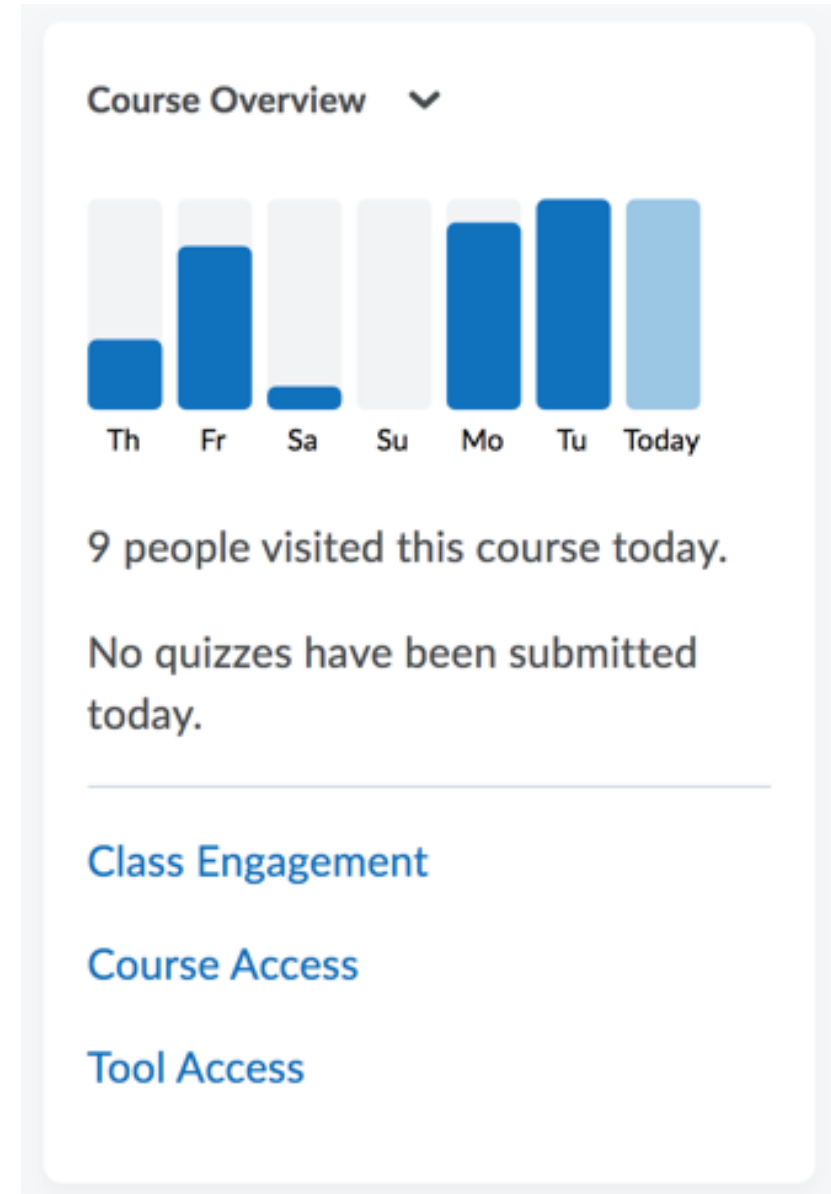 Course Overview
Th Fr Sa Su Mo Tu Today
9 people visited this course today.
No quizzes have been submitted
today.
Class Engagement
Course Access
Tool Access